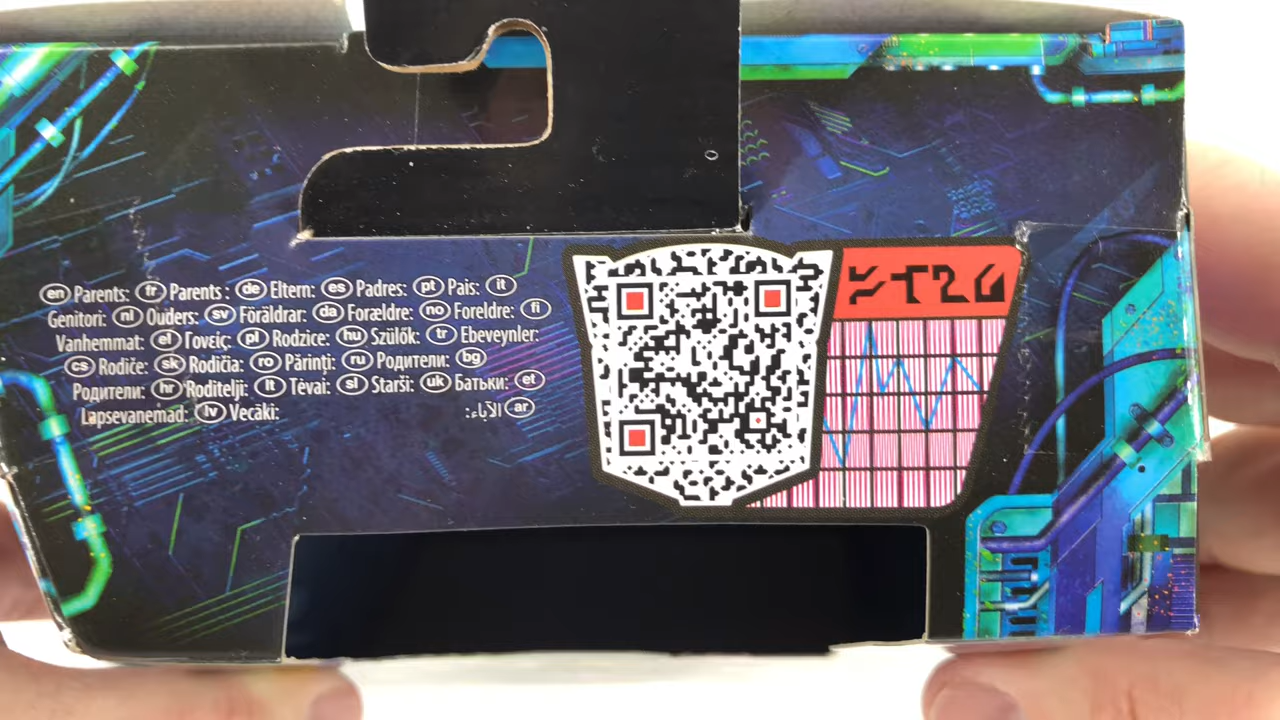 en Parents: fr Parents : de Eltern: es Padres: pt Pais: it
Genitori: nl Ouders: sv Föräldrar: da Forældre: no Foreldre: fi
Vanhemmat: el Γονείς: pl Rodzice: hu Szülők: tr Ebeveynler:
cs Rodiče: sk Rodičia: ro Părinţi: ru Родители: bg
Родители: hr Roditelji: lt Tėvai: sl Starši: uk Батьки: et
Lapsevanemad: lv Vecāki: ar الآباء: